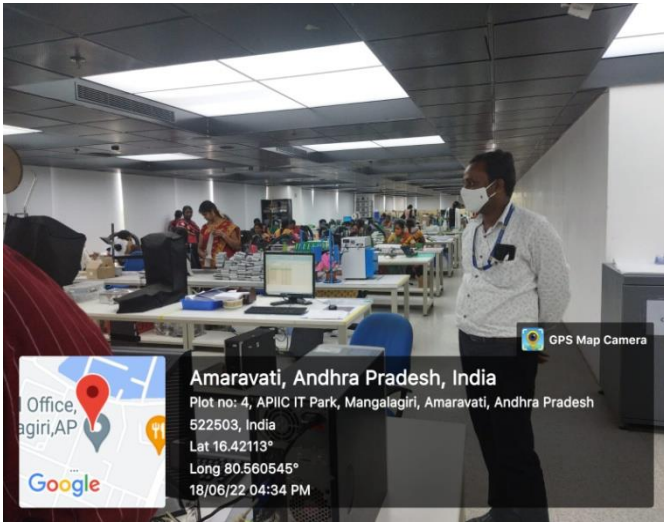 GPS Map Camera
Amaravati, Andhra Pradesh, India
Plot no: 4, APIIC IT Park, Mangalagiri, Amaravati, Andhra Pradesh
522503, India
Lat 16.42113°
Long 80.560545°
18/06/22 04:34 PM
Office,
agiri,AP
Google